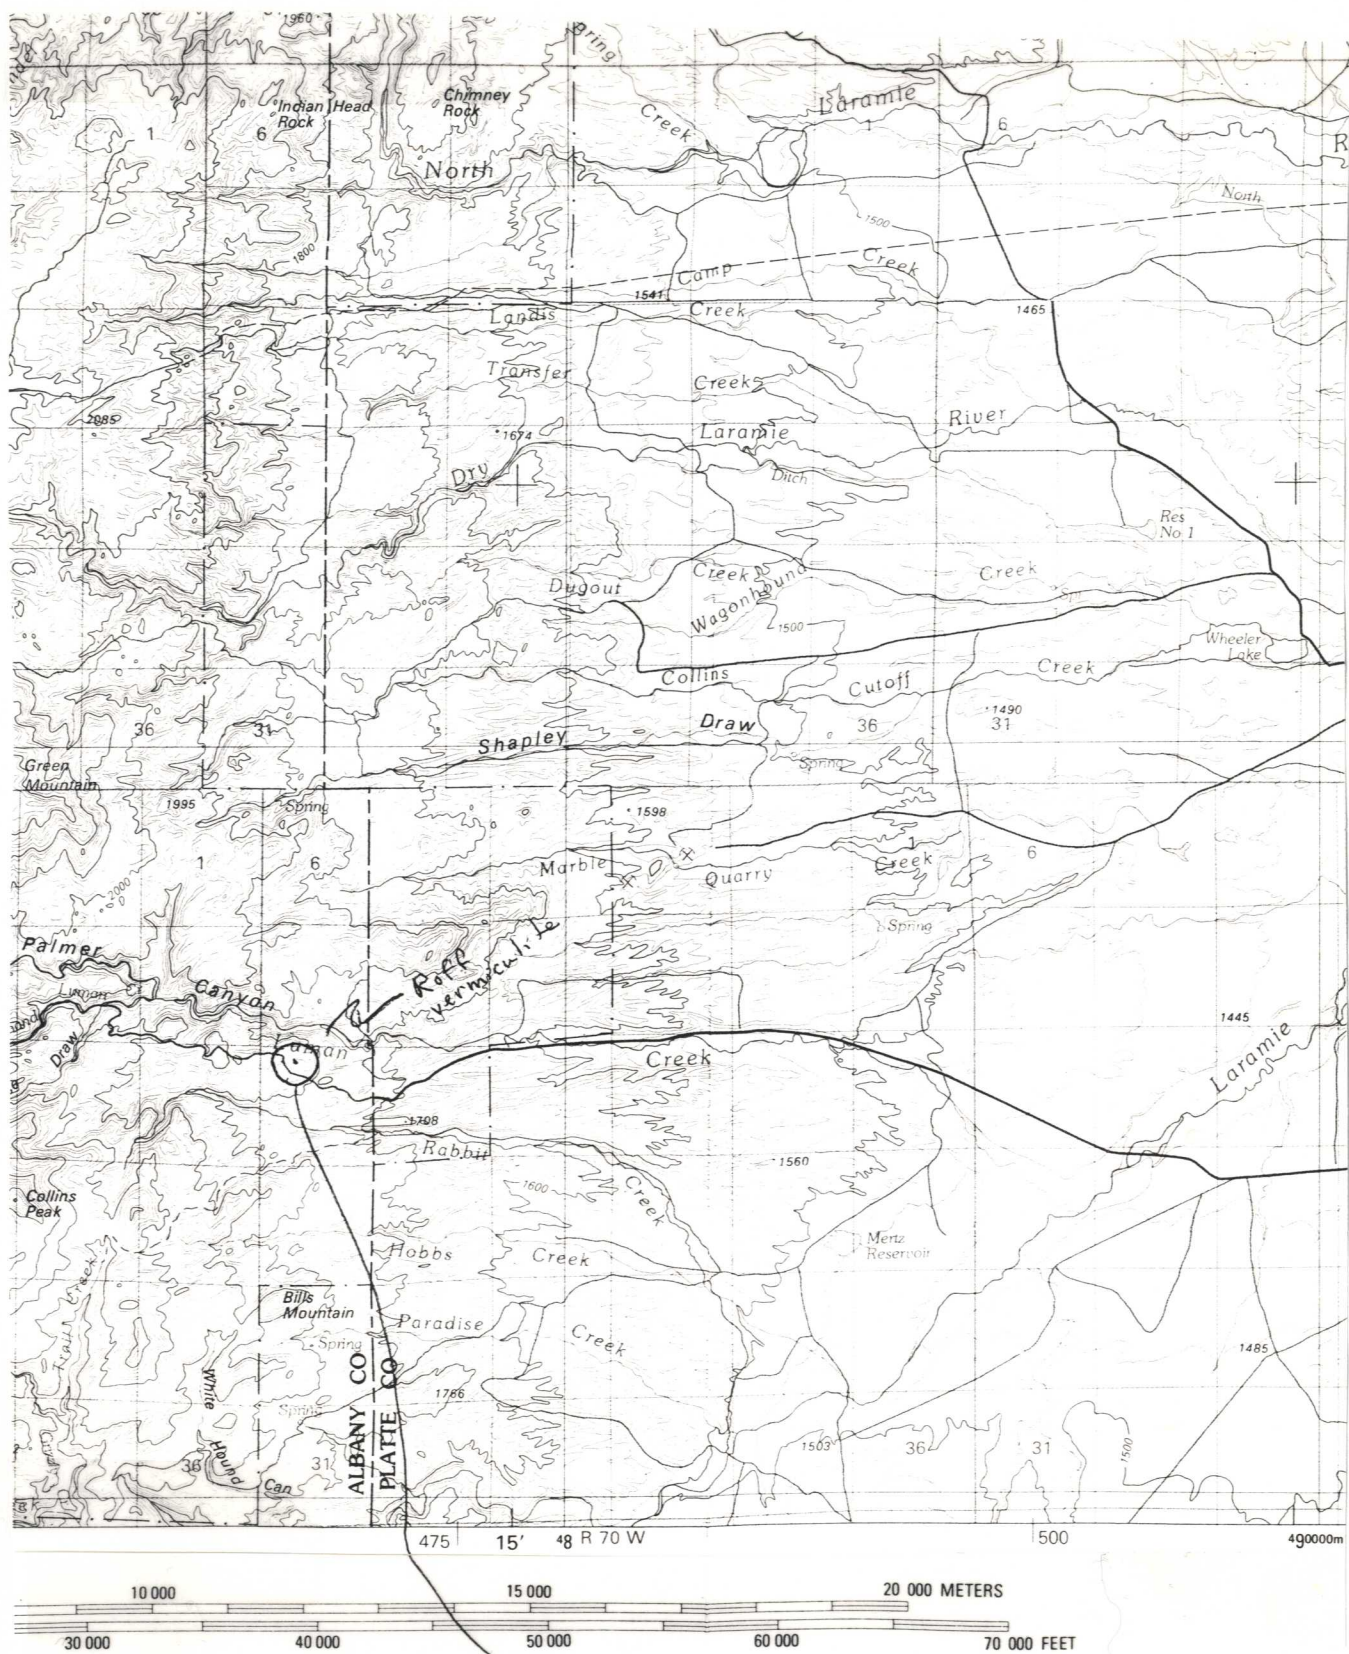 1960
Spring
Indian Head
Rock
Chimney
Rock
Creek
Laramie
1
6
1
6
North
R
North
1500
1800
Camp
Creek
1541
Landis
Creek
1465
Transfer
Creek
2085
1674
Laramie
River
Dry
Ditch
Res
No 1
Dugout
Creek
Wagonhound
Creek
1500
Wheeler
Lake
Collins
Cutoff
Creek
1490
36
31
Shapley
Draw
36
31
Spring
Green
Mountain
1995
Spring
1598
1
6
Marble
Quarry
1
Creek
6
2000
Spring
Palmer
Canyon
Luman
Draw
Roff
vermiculite
Luman
Creek
1445
Laramie
1708
Rabbit
Creek
1560
1600
Collins
Peak
Hobbs
Creek
Mertz
Reservoir
Creek
Bills
Mountain
Paradise
Creek
Spring
ALBANY CO
PLATTE CO
1485
White
1766
Spring
Hound
36
31
Can
1503
36
31
1500
475
15'
48
R 70 W
500
490000m
10 000
15 000
20 000 METERS
30 000
40 000
50 000
60 000
70 000 FEET